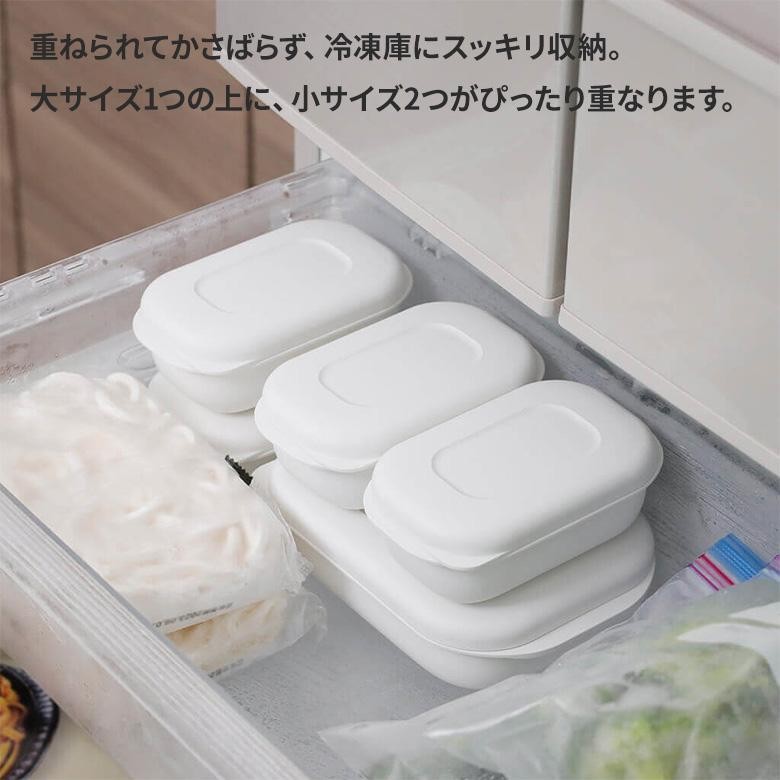 重ねられてかさばらず、冷凍庫にスッキリ収納。
大サイズ1つの上に、小サイズ2つがぴったり重なります。